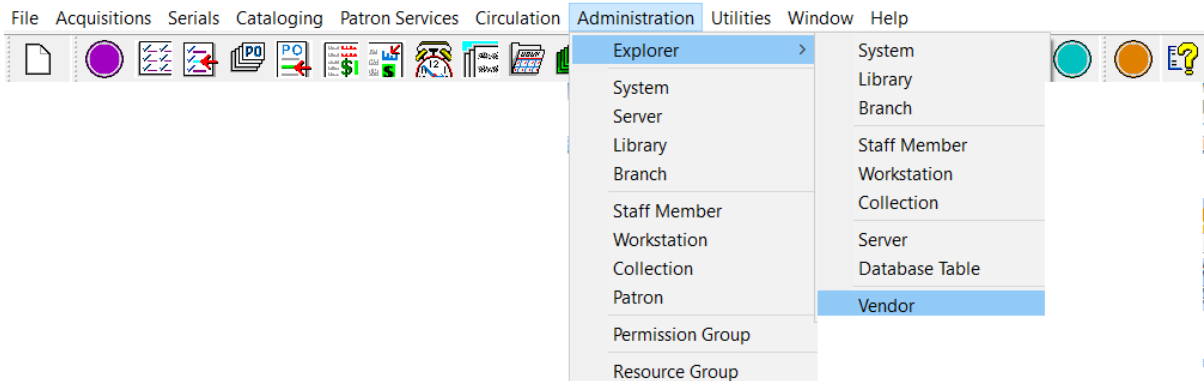 File Acquisitions Serials Cataloging Patron Services Circulation Administration Utilities Window Help
PO
PO
Explorer >
System
Server
Library
Branch
Staff Member
Workstation
Collection
Patron
Permission Group
Resource Group
System
Library
Branch
Staff Member
Workstation
Collection
Server
Database Table
Vendor